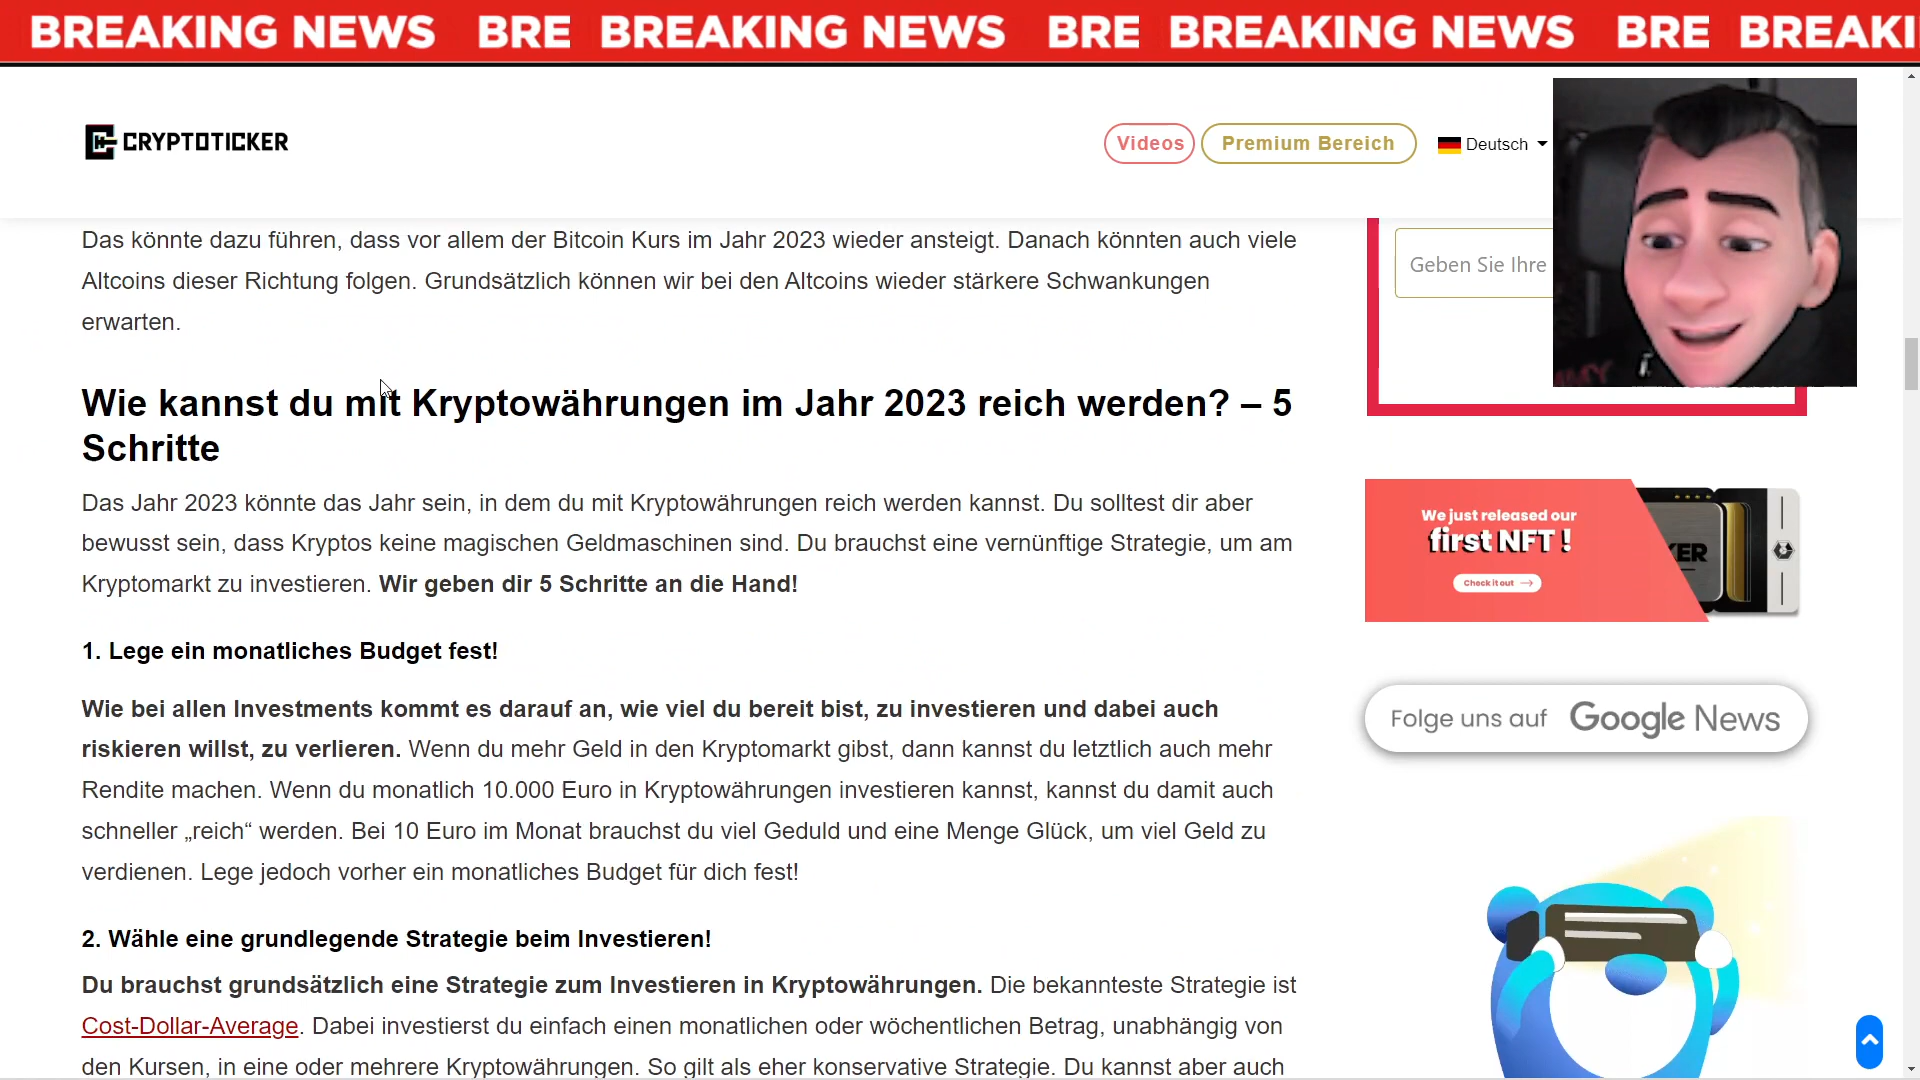 BREAKING NEWS BRE BREAKING NEWS BRE BREAKING NEWS BRE BREAKI
CRYPTOTICKER
Videos
Premium Bereich
Deutsch
Das könnte dazu führen, dass vor allem der Bitcoin Kurs im Jahr 2023 wieder ansteigt. Danach könnten auch viele
Altcoins dieser Richtung folgen. Grundsätzlich können wir bei den Altcoins wieder stärkere Schwankungen
erwarten.
Geben Sie Ihre
Wie kannst du mit Kryptowährungen im Jahr 2023 reich werden? – 5
Schritte
Das Jahr 2023 könnte das Jahr sein, in dem du mit Kryptowährungen reich werden kannst. Du solltest dir aber
bewusst sein, dass Kryptos keine magischen Geldmaschinen sind. Du brauchst eine vernünftige Strategie, um am
Kryptomarkt zu investieren. Wir geben dir 5 Schritte an die Hand!
We just released our
first NFT !
Check it out
1. Lege ein monatliches Budget fest!
Wie bei allen Investments kommt es darauf an, wie viel du bereit bist, zu investieren und dabei auch
riskieren willst, zu verlieren. Wenn du mehr Geld in den Kryptomarkt gibst, dann kannst du letztlich auch mehr
Rendite machen. Wenn du monatlich 10.000 Euro in Kryptowährungen investieren kannst, kannst du damit auch
schneller „reich“ werden. Bei 10 Euro im Monat brauchst du viel Geduld und eine Menge Glück, um viel Geld zu
verdienen. Lege jedoch vorher ein monatliches Budget für dich fest!
Folge uns auf Google News
2. Wähle eine grundlegende Strategie beim Investieren!
Du brauchst grundsätzlich eine Strategie zum Investieren in Kryptowährungen. Die bekannteste Strategie ist
Cost-Dollar-Average. Dabei investierst du einfach einen monatlichen oder wöchentlichen Betrag, unabhängig von
den Kursen, in eine oder mehrere Kryptowährungen. So gilt als eher konservative Strategie. Du kannst aber auch